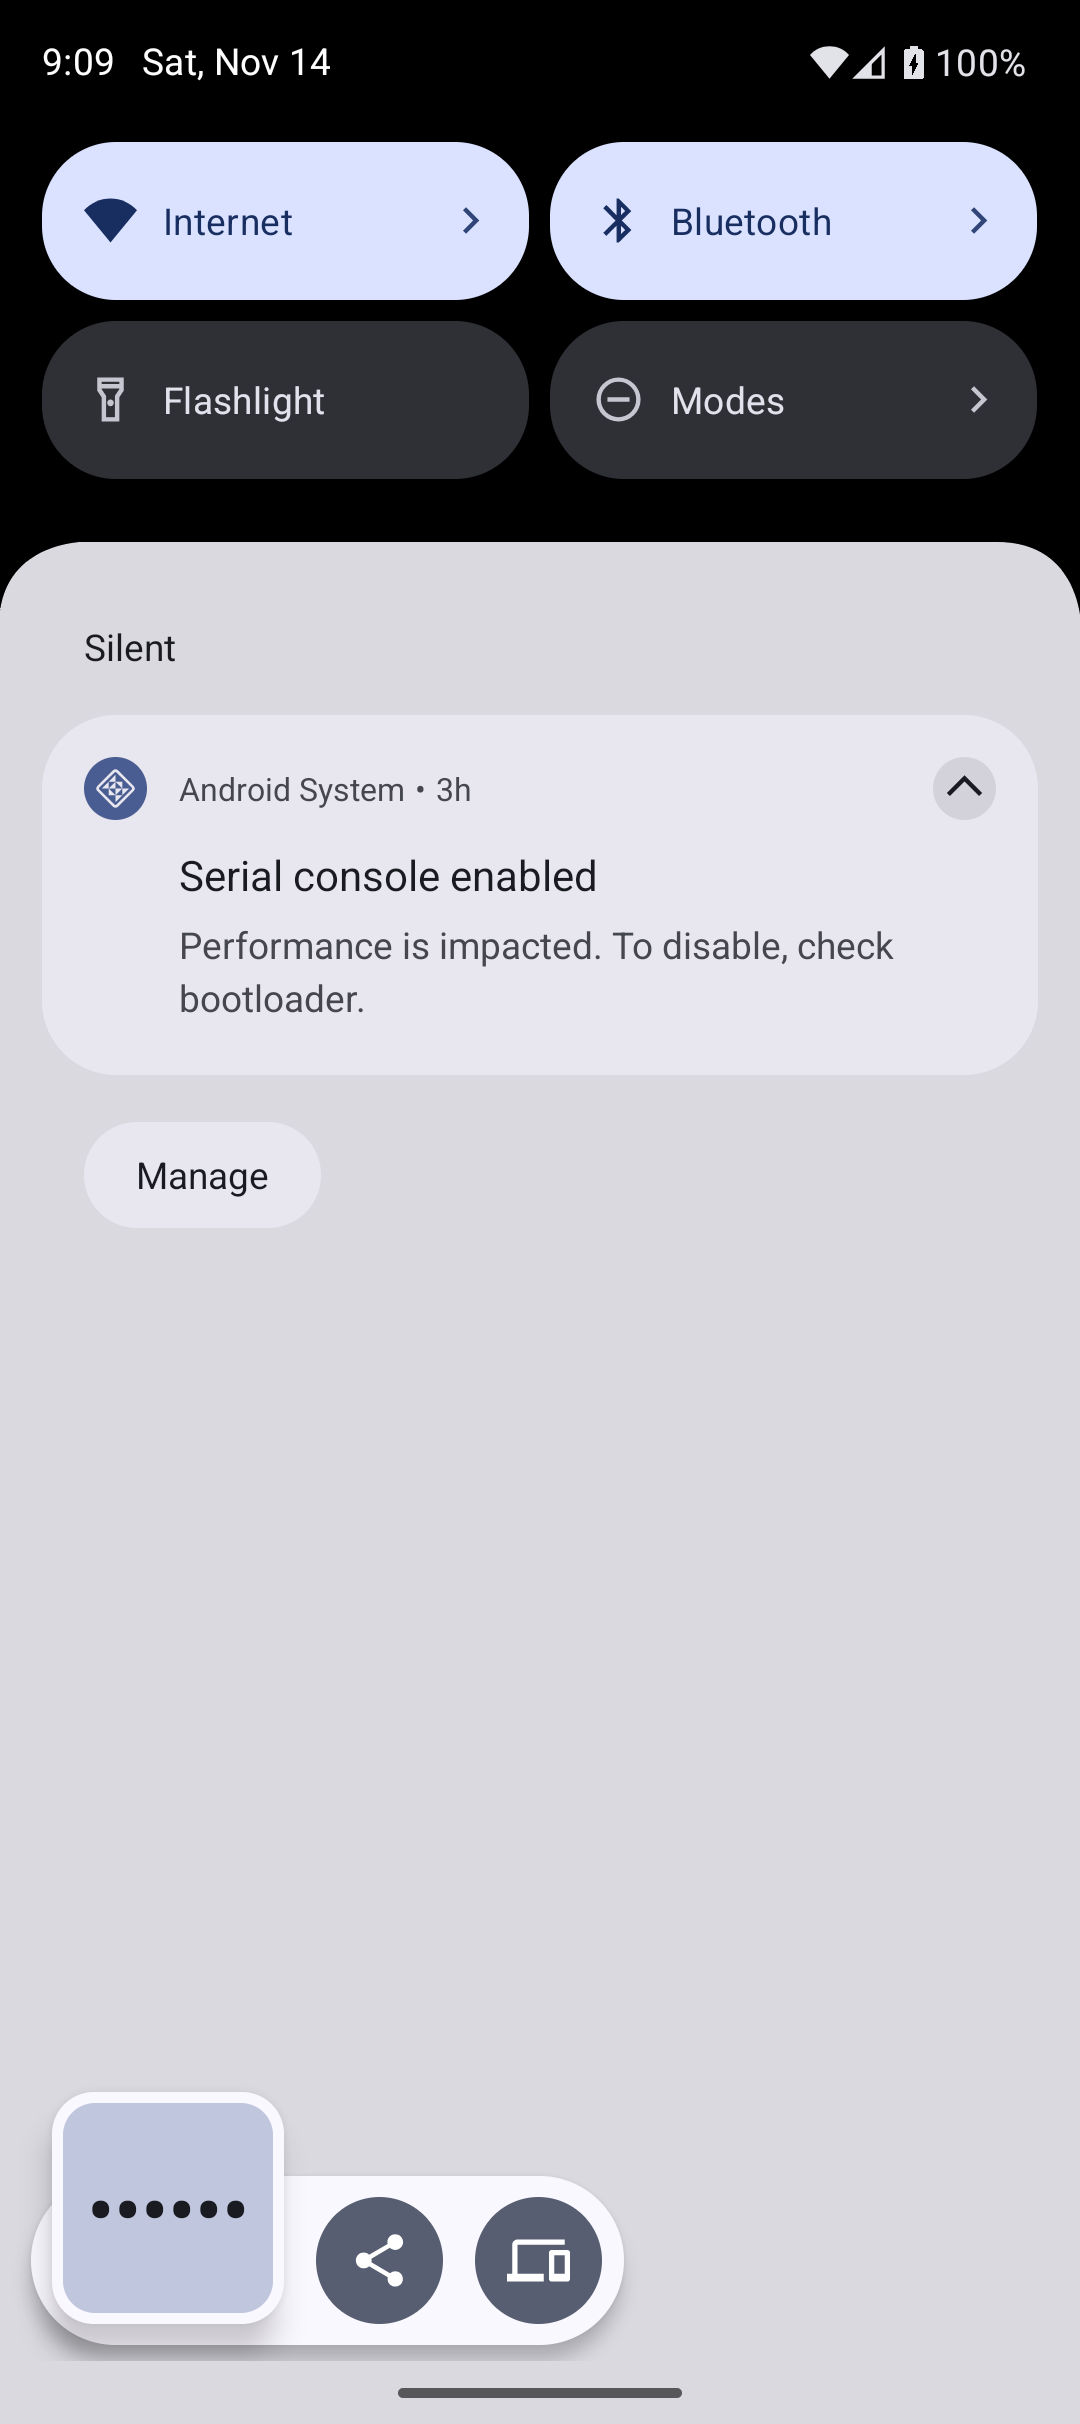 9:09 Sat, Nov 14 100%
Internet Bluetooth
Flashlight Modes
Silent
Android System • 3h
Serial console enabled
Performance is impacted. To disable, check
bootloader.
Manage
••••••